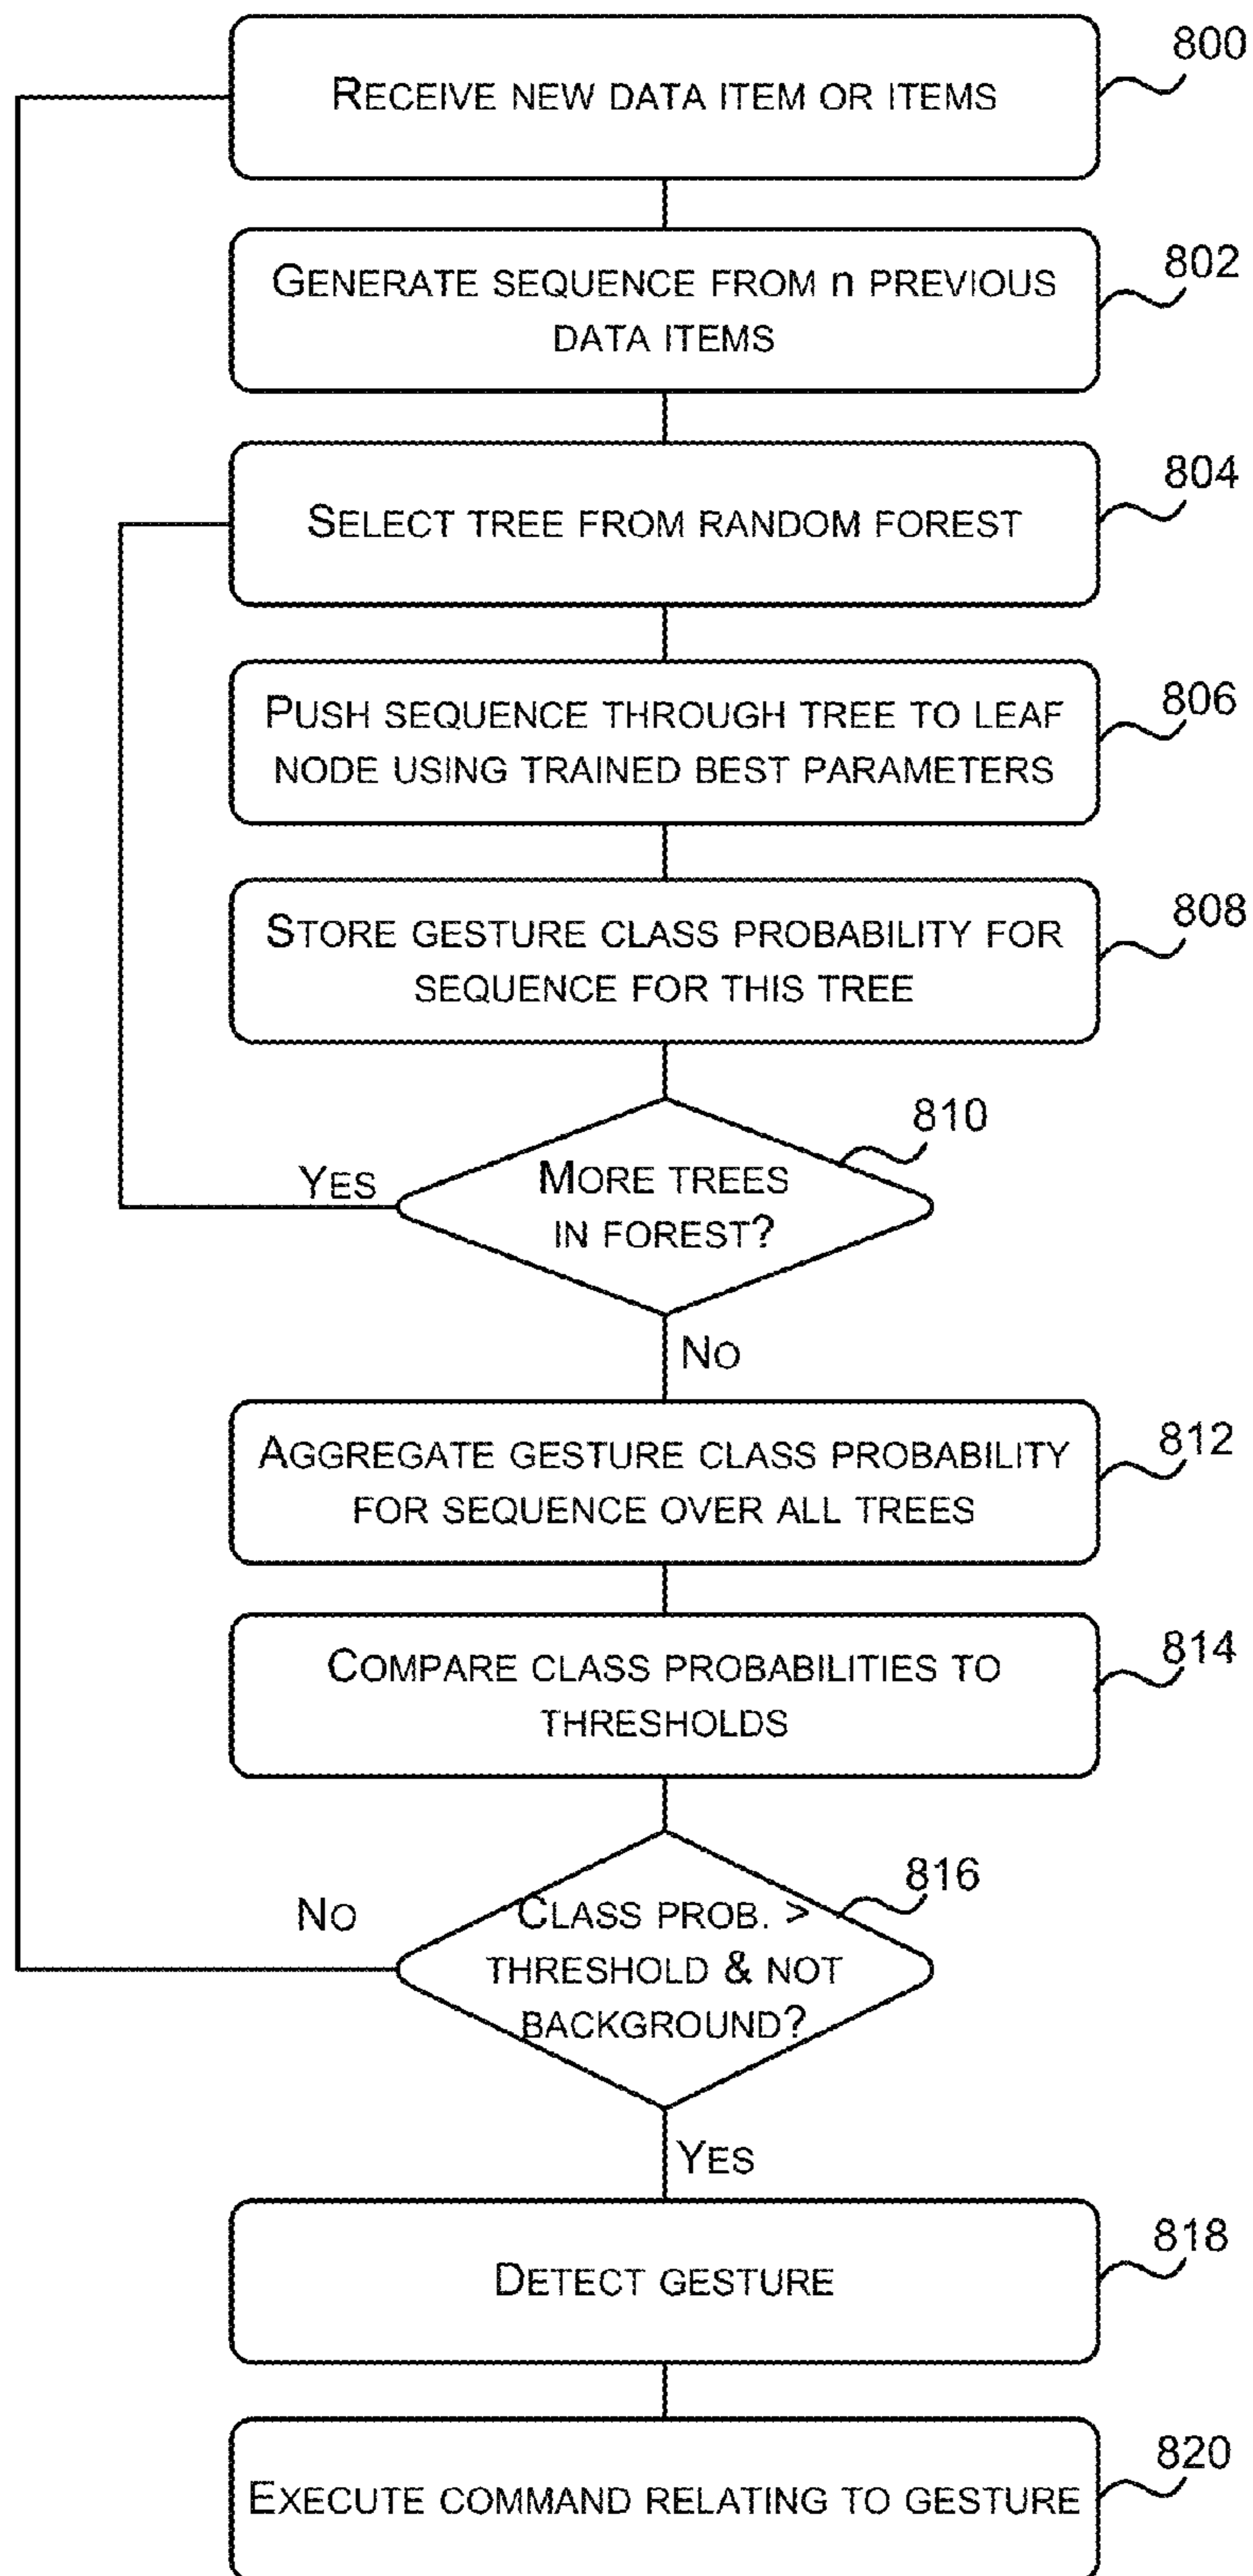 RECEIVE NEW DATA ITEM OR ITEMS
800
GENERATE SEQUENCE FROM n PREVIOUS
DATA ITEMS
802
SELECT TREE FROM RANDOM FOREST
804
PUSH SEQUENCE THROUGH TREE TO LEAF
NODE USING TRAINED BEST PARAMETERS
806
STORE GESTURE CLASS PROBABILITY FOR
SEQUENCE FOR THIS TREE
808
MORE TREES
IN FOREST?
810
YES
NO
AGGREGATE GESTURE CLASS PROBABILITY
FOR SEQUENCE OVER ALL TREES
812
COMPARE CLASS PROBABILITIES TO
THRESHOLDS
814
CLASS PROB. >
THRESHOLD & NOT
BACKGROUND?
816
NO
YES
DETECT GESTURE
818
EXECUTE COMMAND RELATING TO GESTURE
820